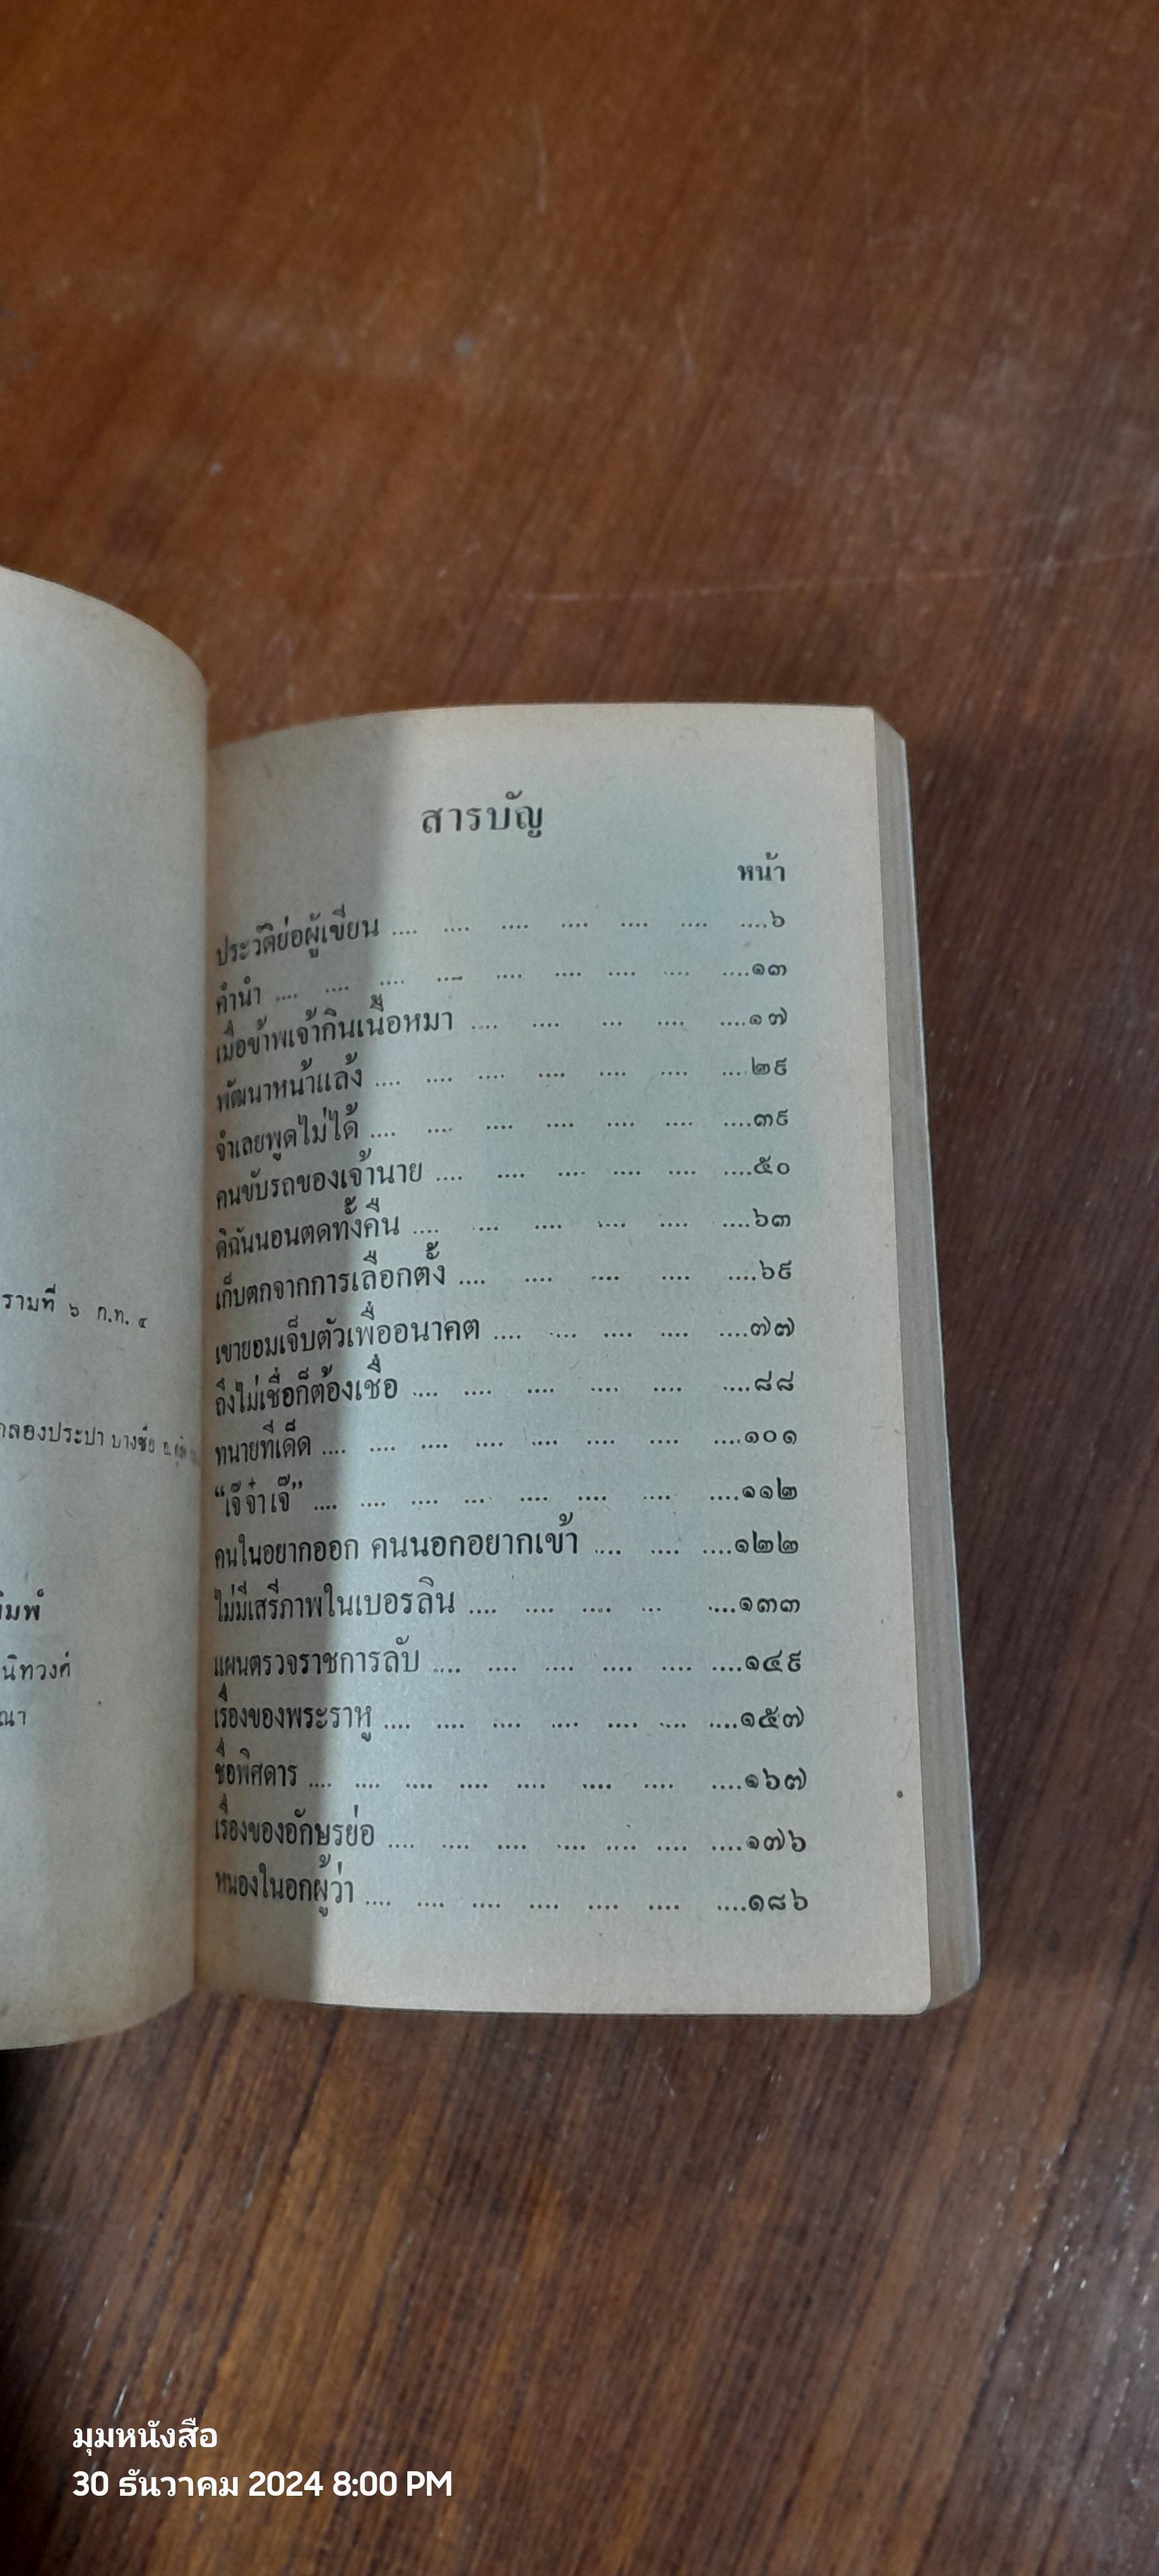 รามที่ ๖ ก.ท. ๔
คลองประปา บางซื่อ
นิทวงศ์
ณา
สารบัญ
หน้า
ประวัติย่อผู้เขียน .... .... .... .... .... .... ....๖
คำนำ .... .... .... .... .... .... .... .... ....๑๓
เมื่อข้าพเจ้ากินเนื้อหมา .... .... ... .... ....๑๗
พัฒนาหน้าแล้ง .... .... .... .... .... .... ....๒๙
จำเลยพูดไม่ได้ .... .... .... .... .... .... ....๓๙
คนขับรถของเจ้านาย .... .... .... .... .... ....๕๐
ดิฉันนอนตดทั้งคืน .... .... .... .... .... ....๖๓
เก็บตกจากการเลือกตั้ง .... .... .... .... ....๖๙
เขายอมเจ็บตัวเพื่ออนาคต .... .... .... .... ....๗๗
ถึงไม่เชื่อก็ต้องเชื่อ .... .... .... .... .... ....๘๘
ทนายทีเด็ด .... .... .... .... .... .... .... ....๑๐๑
“เจ๊ จ๋า เจ๊” .... .... .... .... .... .... .... ....๑๑๒
คนในอยากออก คนนอกอยากเข้า .... .... ....๑๒๒
ไม่มีเสรีภาพในเบอรลิน .... .... .... ... ....๑๓๓
แผนตรวจราชการลับ .... .... .... .... .... ....๑๔๙
เรื่องของพระราหู .... .... .... .... .... .... ....๑๕๗
ชื่อพิศดาร .... .... .... .... .... .... .... ....๑๖๗
เรื่องของอักษรย่อ .... .... .... .... .... .... ....๑๗๖
หนองในอกผู้ว่า .... .... .... .... .... .... ....๑๘๖
มุมหนังสือ
30 ธันวาคม 2024 8:00 PM